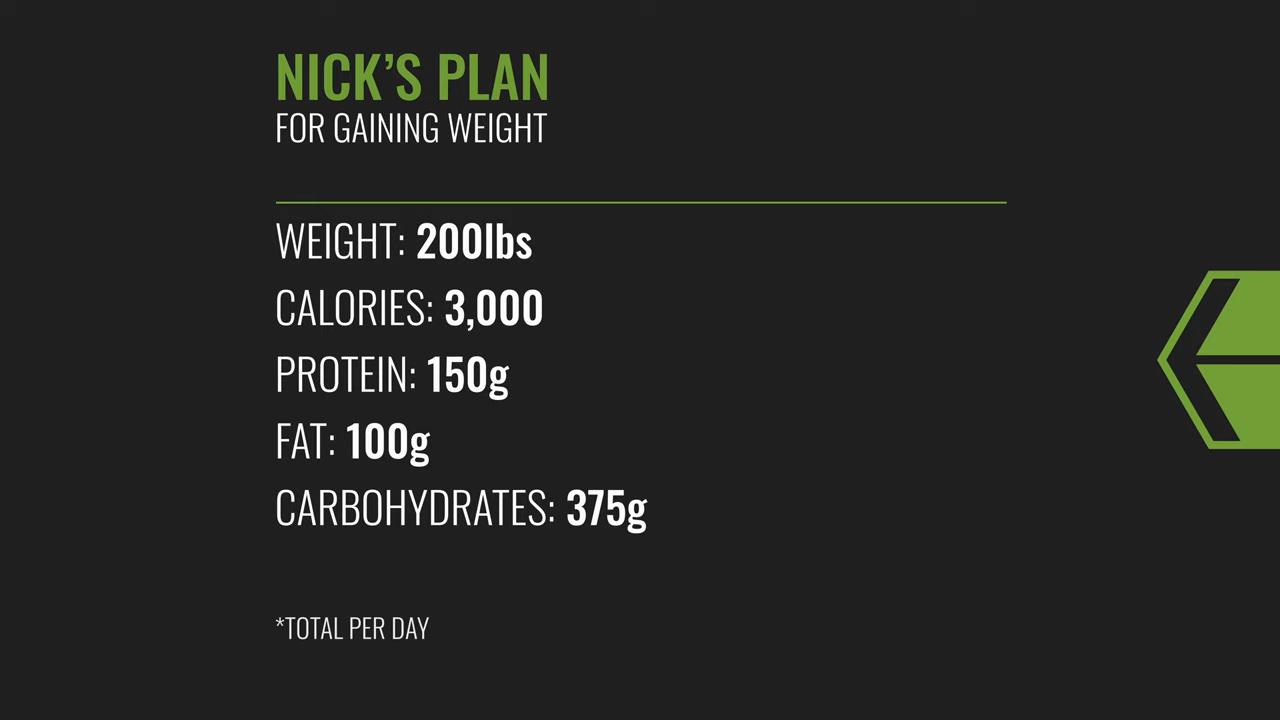 NICK’S PLAN
FOR GAINING WEIGHT
WEIGHT: 200lbs
CALORIES: 3,000
PROTEIN: 150g
FAT: 100g
CARBOHYDRATES: 375g
*TOTAL PER DAY